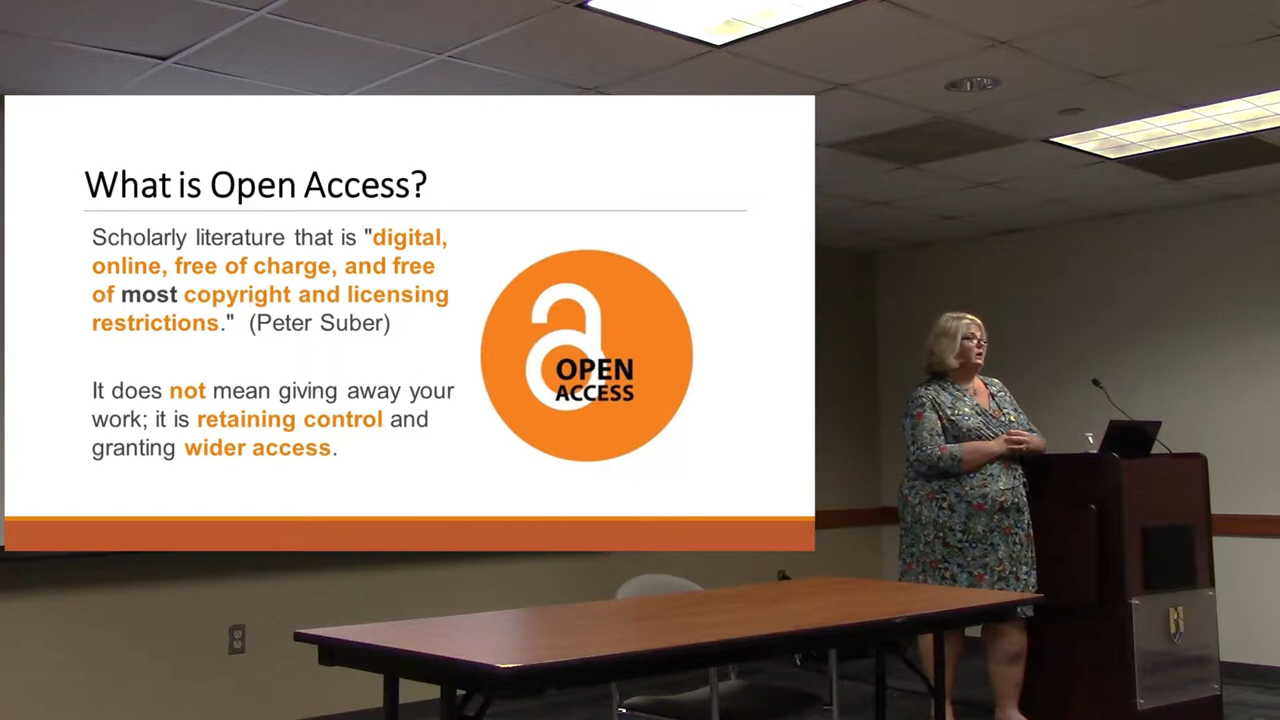 What is Open Access?
Scholarly literature that is "digital,
online, free of charge, and free
of most copyright and licensing
restrictions."  (Peter Suber)
It does not mean giving away your
work; it is retaining control and
granting wider access.
OPEN
ACCESS